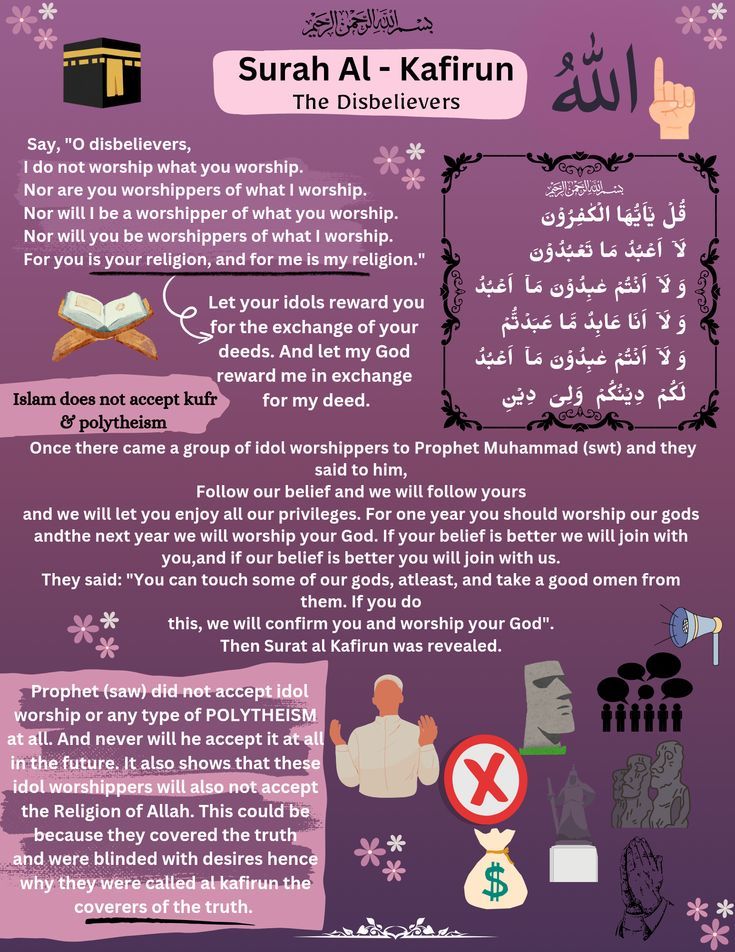 بسم الله الرحمن الرحيم
Surah Al - Kafirun
The Disbelievers
الله
Say, "O disbelievers,
I do not worship what you worship.
Nor are you worshippers of what I worship.
Nor will I be a worshipper of what you worship.
Nor will you be worshippers of what I worship.
For you is your religion, and for me is my religion."
بسم الله الرحمن الرحيم
قُلْ يٰٓاَيُّهَا الْكٰفِرُوْنَ
لَآ اَعْبُدُ مَا تَعْبُدُوْنَ
وَ لَآ اَنْتُمْ عٰبِدُوْنَ مَآ اَعْبُدُ
وَ لَآ اَنَا عَابِدٌ مَّا عَبَدْتُّمْ
وَ لَآ اَنْتُمْ عٰبِدُوْنَ مَآ اَعْبُدُ
لَكُمْ دِيْنُكُمْ وَلِىَ دِيْنِ
Let your idols reward you
for the exchange of your
deeds. And let my God
reward me in exchange
for my deed.
Islam does not accept kufr
& polytheism
Once there came a group of idol worshippers to Prophet Muhammad (swt) and they
said to him,
Follow our belief and we will follow yours
and we will let you enjoy all our privileges. For one year you should worship our gods
andthe next year we will worship your God. If your belief is better we will join with
you,and if our belief is better you will join with us.
They said: "You can touch some of our gods, atleast, and take a good omen from
them. If you do
this, we will confirm you and worship your God".
Then Surat al Kafirun was revealed.
Prophet (saw) did not accept idol
worship or any type of POLYTHEISM
at all. And never will he accept it at all
in the future. It also shows that these
idol worshippers will also not accept
the Religion of Allah. This could be
because they covered the truth
and were blinded with desires hence
why they were called al kafirun the
coverers of the truth.
$